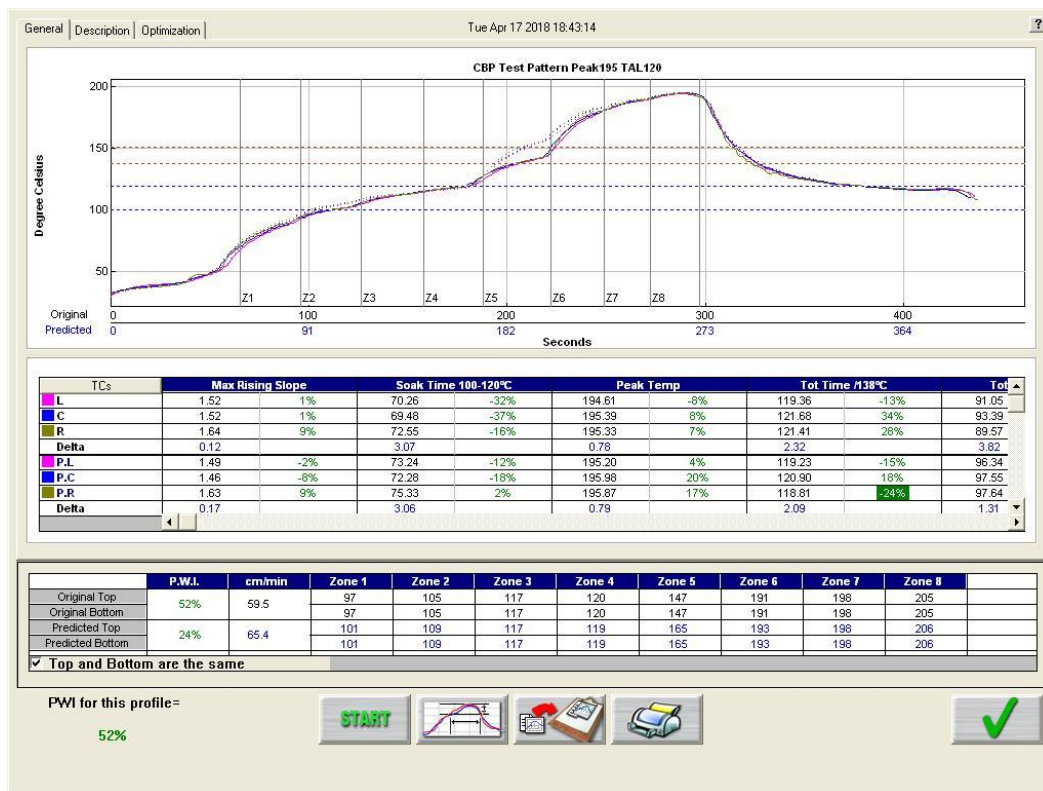 General Description Optimization Tue Apr 17 2018 18:43:14 ?
CBP Test Pattern Peak195 TAL120
200
150
100
50
Degree Celsius
Z1 Z2 Z3 Z4 Z5 Z6 Z7 Z8
Original 0 100 200 300 400
Predicted 0 91 182 273 364
Seconds
TCs Max Rising Slope Soak Time 100-120ºC Peak Temp Tot Time /138ºC Tot
L 1.52 1% 70.26 -32% 194.61 -8% 119.36 -13% 91.05
C 1.52 1% 69.48 -37% 195.39 8% 121.68 34% 93.39
R 1.64 9% 72.55 -16% 195.33 7% 121.41 28% 89.57
Delta 0.12 3.07 0.78 2.32 3.82
P.L 1.49 -2% 73.24 -12% 195.20 4% 119.23 -15% 96.34
P.C 1.46 -8% 72.28 -18% 195.98 20% 120.90 18% 97.55
P.R 1.63 9% 75.33 2% 195.87 17% 118.81 -24% 97.64
Delta 0.17 3.06 0.79 2.09 1.31
P.W.I. cm/min Zone 1 Zone 2 Zone 3 Zone 4 Zone 5 Zone 6 Zone 7 Zone 8
Original Top 52% 59.5 97 105 117 120 147 191 198 205
Original Bottom 97 105 117 120 147 191 198 205
Predicted Top 24% 65.4 101 109 117 119 165 193 198 206
Predicted Bottom 101 109 117 119 165 193 198 206
Top and Bottom are the same
PWI for this profile=
52%
START